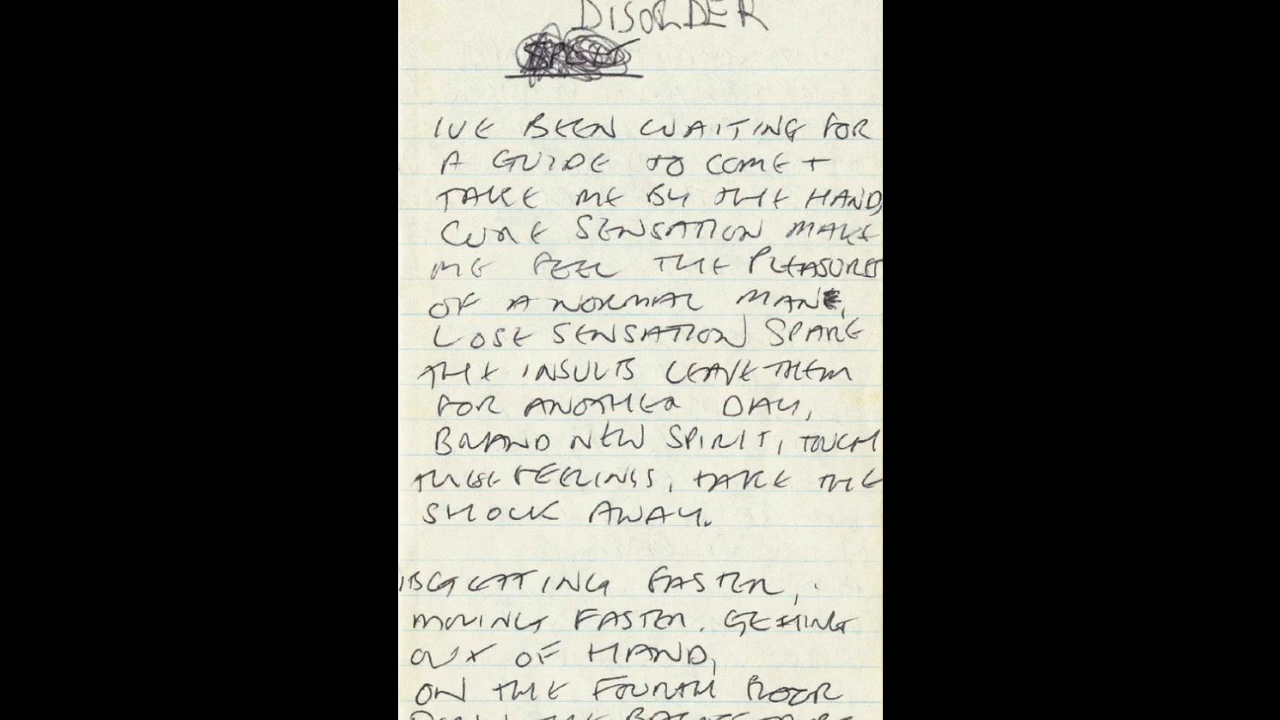 DISORDER
IVE BEEN WAITING FOR
A GUIDE TO COME +
TAKE ME BY THE HAND,
CURE SENSATION MAKE
ME FEEL THE PLEASURES
OF A NORMAL MAN,
LOSE SENSATION SPARE
THE INSULTS LEAVE THEM
FOR ANOTHER DAY,
BRAND NEW SPIRIT, TOUCH
THESE FEELINGS, TAKE THE
SHOCK AWAY.
ITS GETTING FASTER,
MOVING FASTER. GETTING
OUT OF HAND,
ON THE FOURTH FLOOR